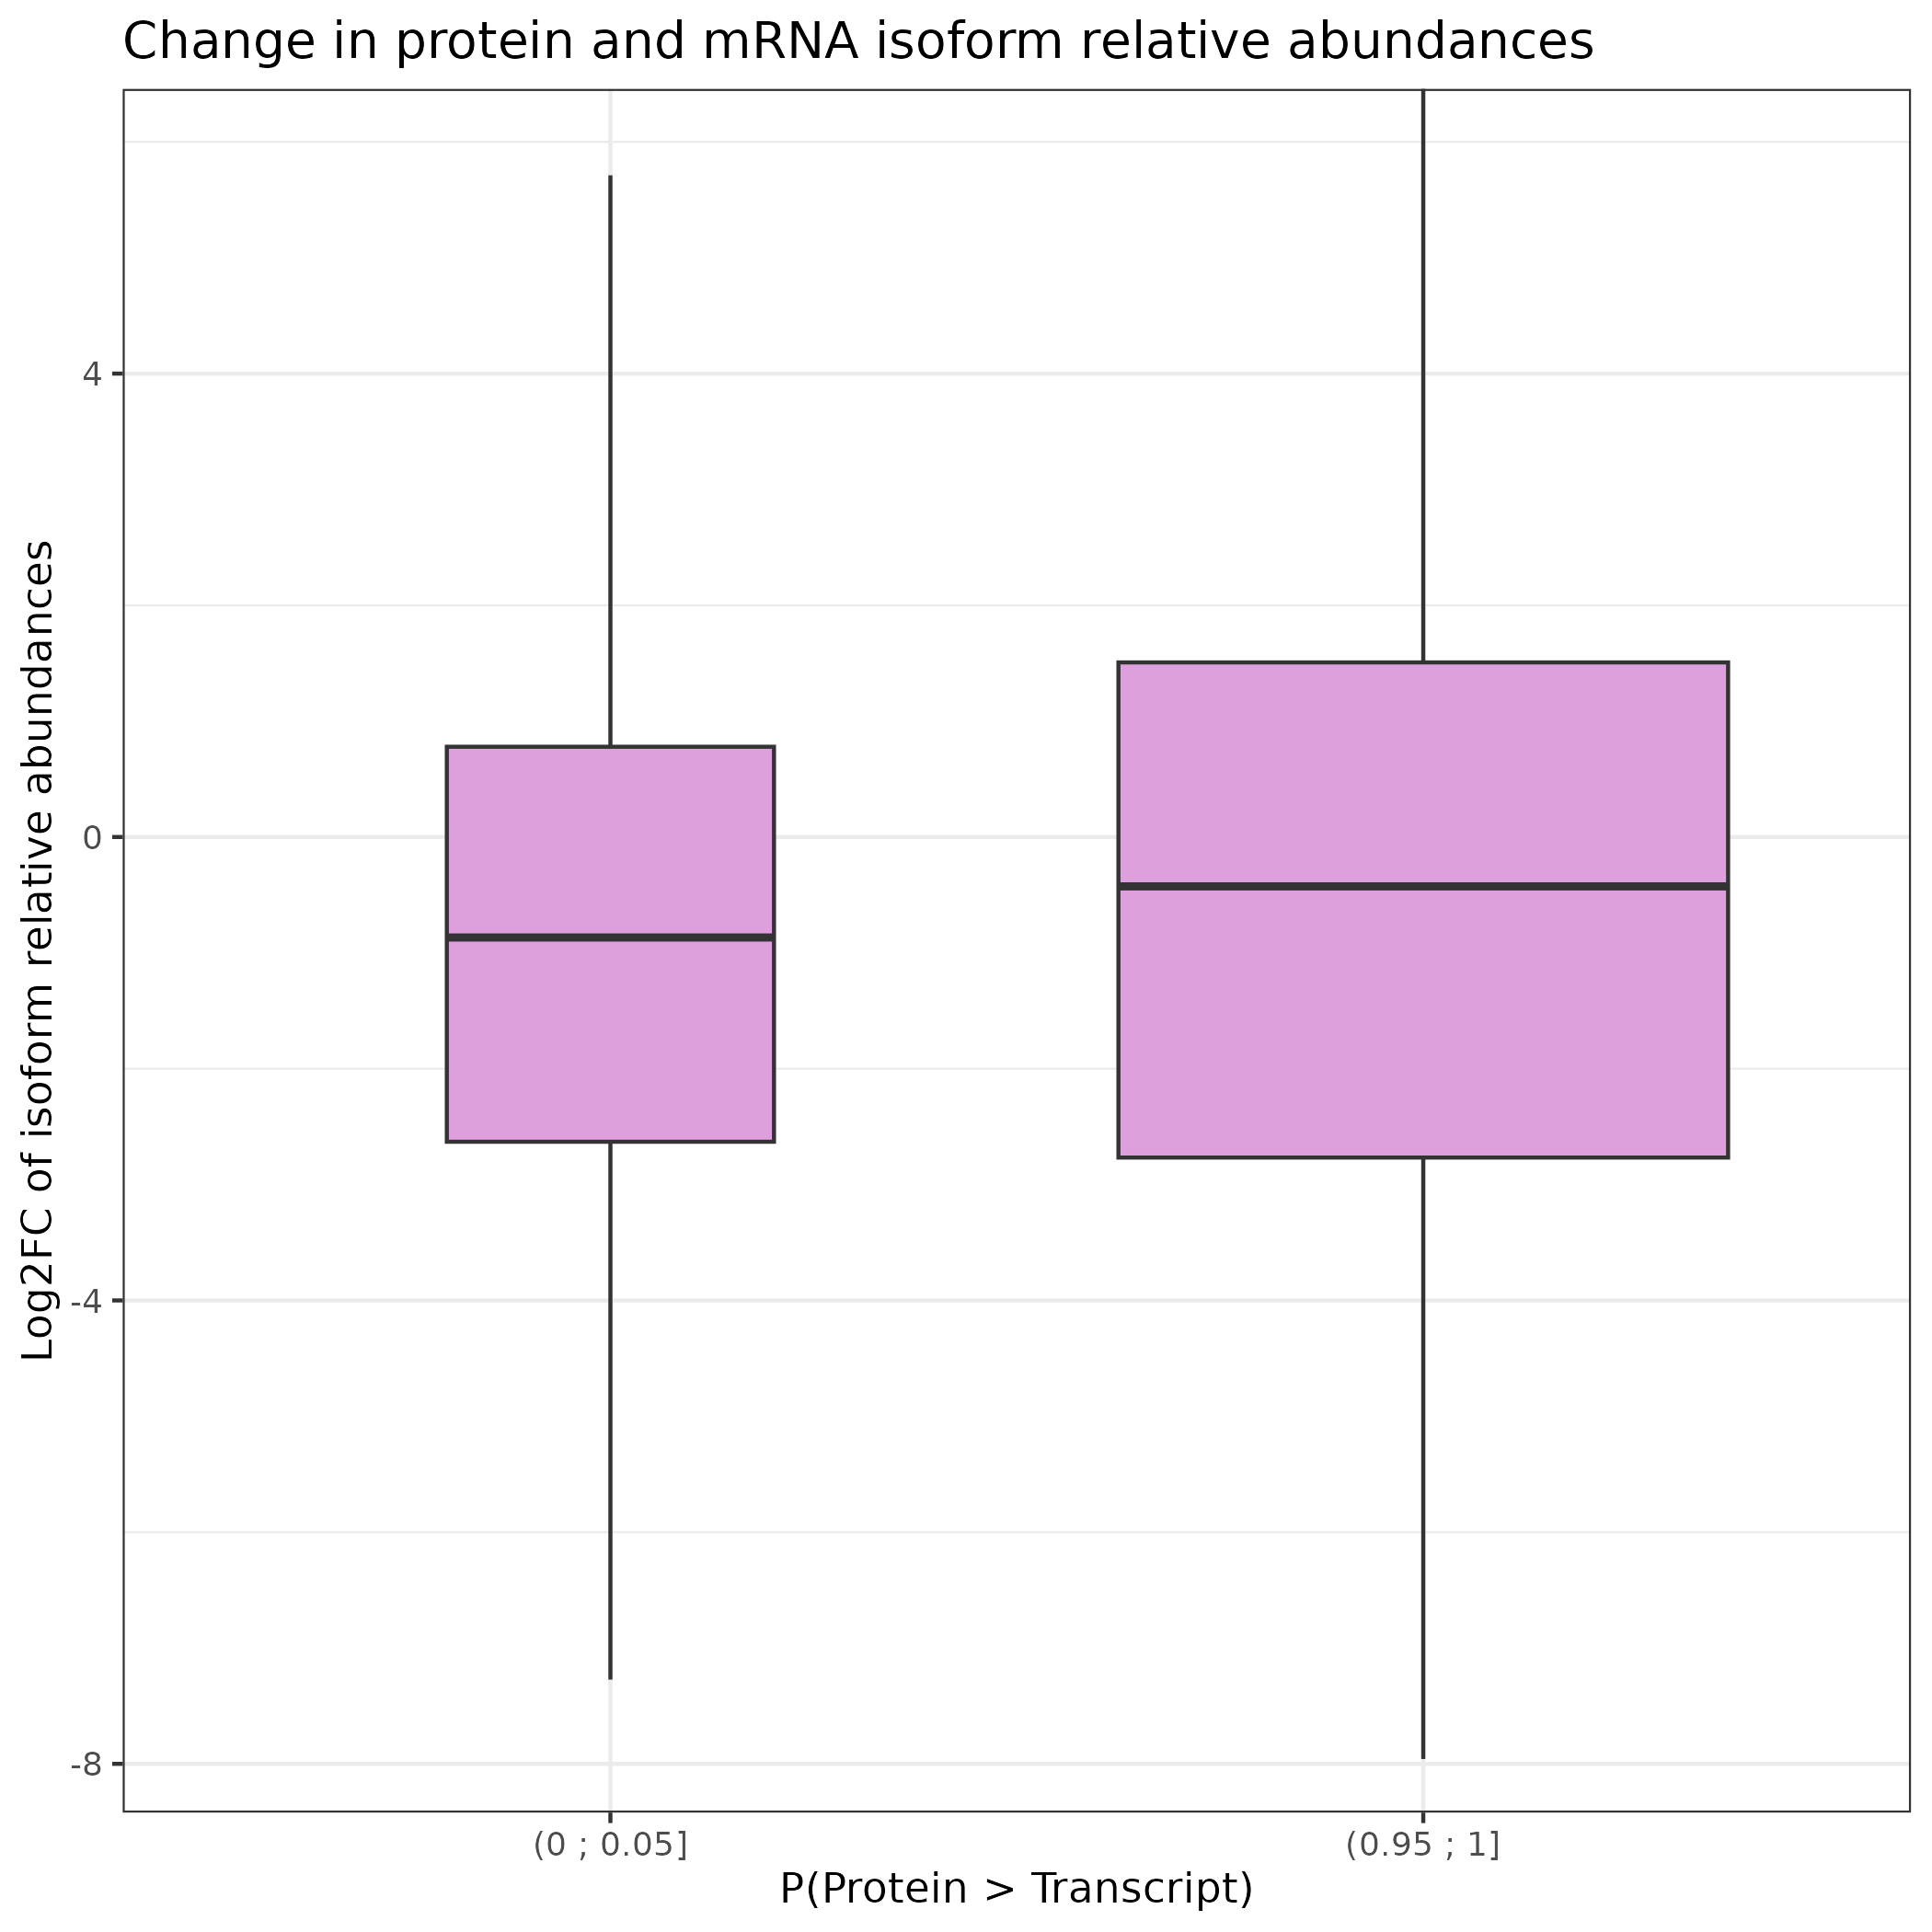 Change in protein and mRNA isoform relative abundances
Log2FC of isoform relative abundances
4
0
-4
-8
(0 ; 0.05]
(0.95 ; 1]
P(Protein > Transcript)